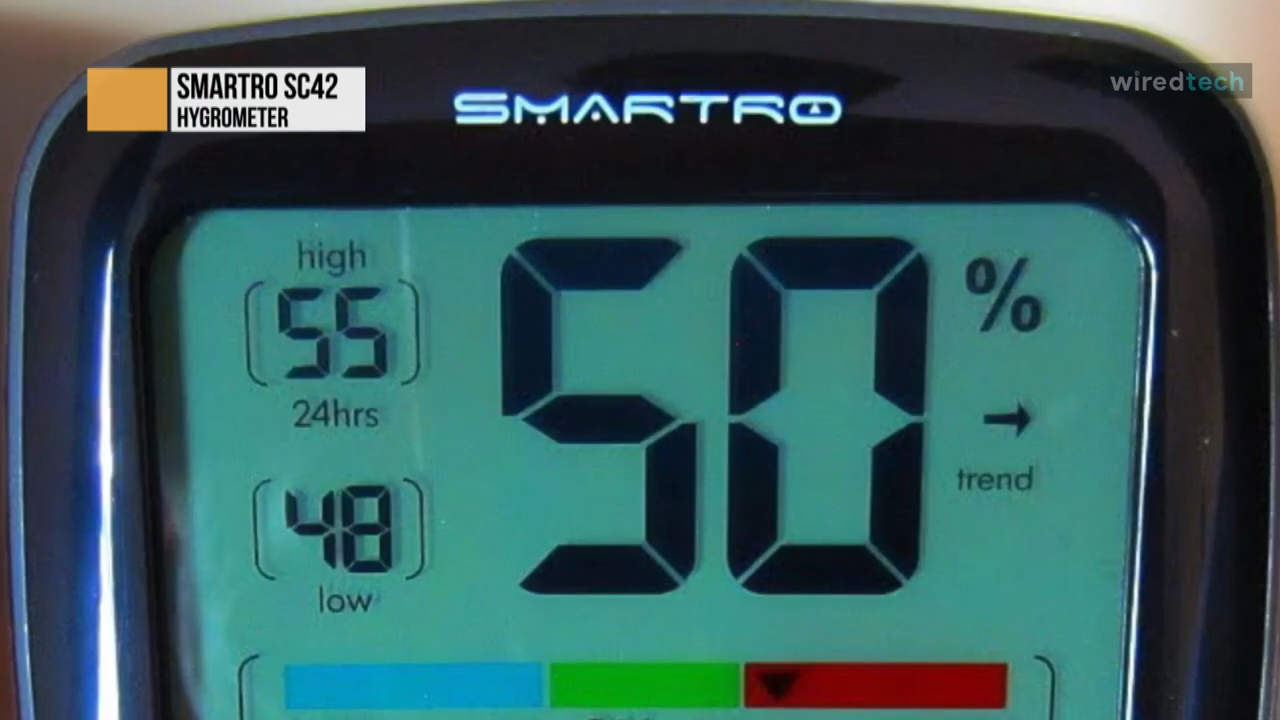 SMARTRO SC42
HYGROMETER
SMARTRO
wiredtech
high
55
24hrs
50 %
→
trend
48
low